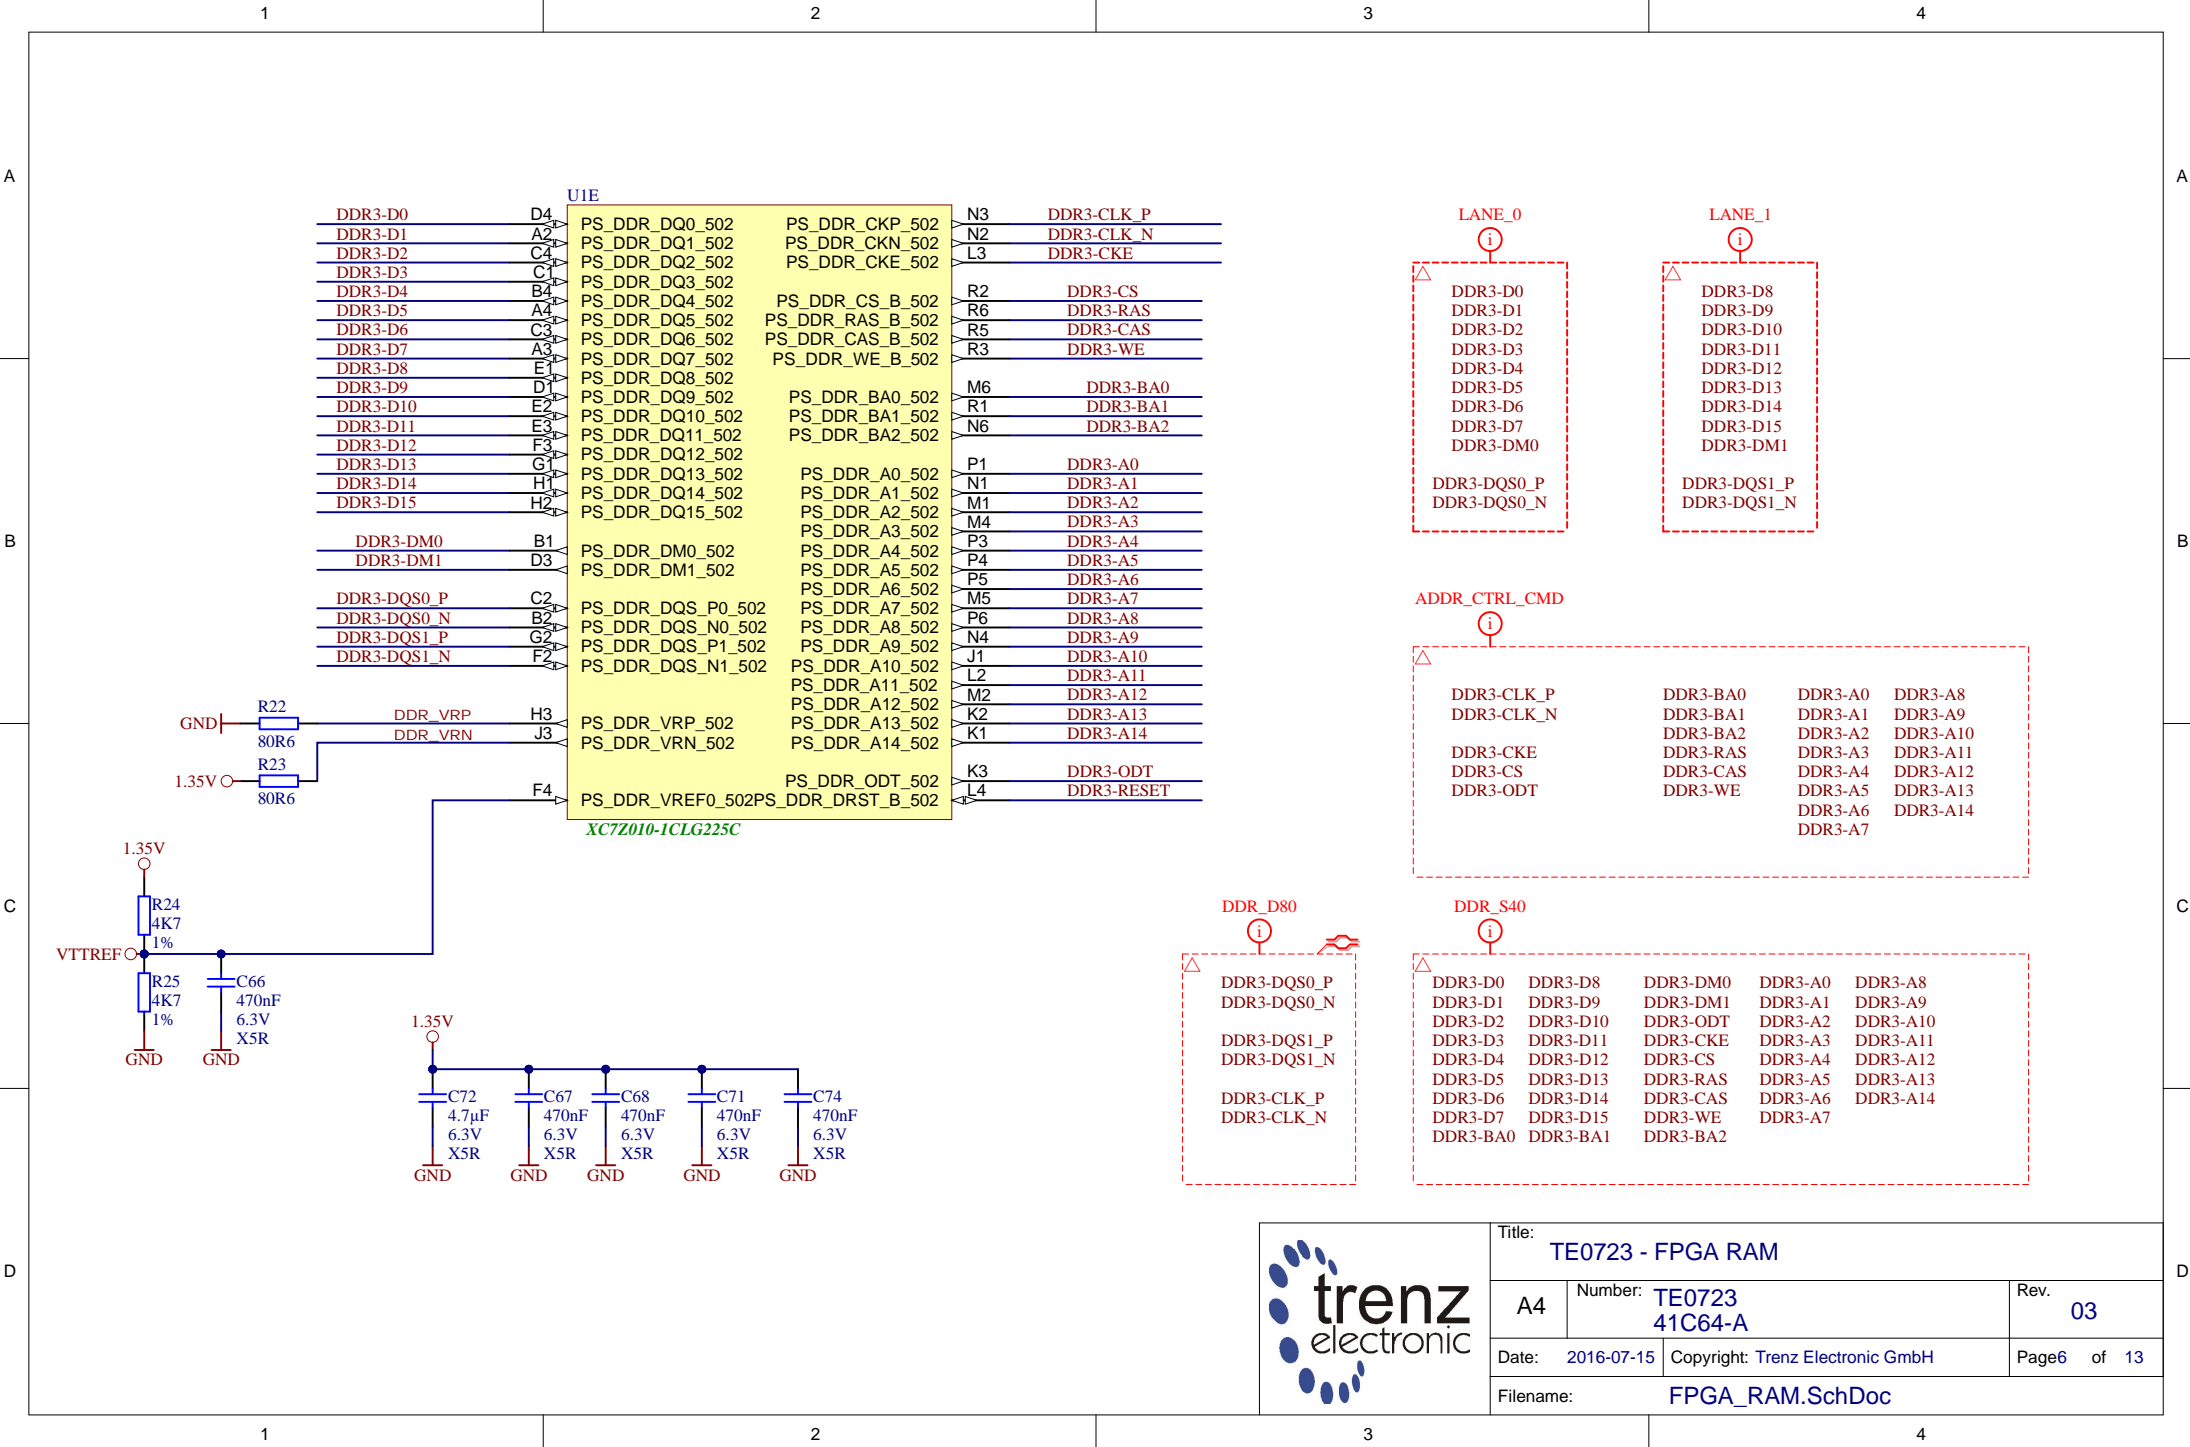 1 2 3 4
A A
B B
C C
D D
U1E
DDR3-D0 D4 PS_DDR_DQ0_502
DDR3-D1 A2 PS_DDR_DQ1_502
DDR3-D2 C4 PS_DDR_DQ2_502
DDR3-D3 C1 PS_DDR_DQ3_502
DDR3-D4 B4 PS_DDR_DQ4_502
DDR3-D5 A4 PS_DDR_DQ5_502
DDR3-D6 C3 PS_DDR_DQ6_502
DDR3-D7 A3 PS_DDR_DQ7_502
DDR3-D8 E1 PS_DDR_DQ8_502
DDR3-D9 D1 PS_DDR_DQ9_502
DDR3-D10 E2 PS_DDR_DQ10_502
DDR3-D11 E3 PS_DDR_DQ11_502
DDR3-D12 F3 PS_DDR_DQ12_502
DDR3-D13 G1 PS_DDR_DQ13_502
DDR3-D14 H1 PS_DDR_DQ14_502
DDR3-D15 H2 PS_DDR_DQ15_502
DDR3-DM0 B1 PS_DDR_DM0_502
DDR3-DM1 D3 PS_DDR_DM1_502
DDR3-DQS0_P C2 PS_DDR_DQS_P0_502
DDR3-DQS0_N B2 PS_DDR_DQS_N0_502
DDR3-DQS1_P G2 PS_DDR_DQS_P1_502
DDR3-DQS1_N F2 PS_DDR_DQS_N1_502
R22
GND DDR_VRP H3 PS_DDR_VRP_502
80R6
DDR_VRN J3 PS_DDR_VRN_502
R23
1.35V
80R6
F4 PS_DDR_VREF0_502
PS_DDR_CKP_502 N3 DDR3-CLK_P
PS_DDR_CKN_502 N2 DDR3-CLK_N
PS_DDR_CKE_502 L3 DDR3-CKE
PS_DDR_CS_B_502 R2 DDR3-CS
PS_DDR_RAS_B_502 R6 DDR3-RAS
PS_DDR_CAS_B_502 R5 DDR3-CAS
PS_DDR_WE_B_502 R3 DDR3-WE
PS_DDR_BA0_502 M6 DDR3-BA0
PS_DDR_BA1_502 R1 DDR3-BA1
PS_DDR_BA2_502 N6 DDR3-BA2
PS_DDR_A0_502 P1 DDR3-A0
PS_DDR_A1_502 N1 DDR3-A1
PS_DDR_A2_502 M1 DDR3-A2
PS_DDR_A3_502 M4 DDR3-A3
PS_DDR_A4_502 P3 DDR3-A4
PS_DDR_A5_502 P4 DDR3-A5
PS_DDR_A6_502 P5 DDR3-A6
PS_DDR_A7_502 M5 DDR3-A7
PS_DDR_A8_502 P6 DDR3-A8
PS_DDR_A9_502 N4 DDR3-A9
PS_DDR_A10_502 J1 DDR3-A10
PS_DDR_A11_502 L2 DDR3-A11
PS_DDR_A12_502 M2 DDR3-A12
PS_DDR_A13_502 K2 DDR3-A13
PS_DDR_A14_502 K1 DDR3-A14
PS_DDR_ODT_502 K3 DDR3-ODT
PS_DDR_DRST_B_502 L4 DDR3-RESET
XC7Z010-1CLG225C
1.35V
R24
4K7
1%
VTTREF
R25
4K7
1%
GND
C66
470nF
6.3V
X5R
GND
1.35V
C72 C67 C68 C71 C74
4.7µF 470nF 470nF 470nF 470nF
6.3V 6.3V 6.3V 6.3V 6.3V
X5R X5R X5R X5R X5R
GND GND GND GND GND
LANE_0
i
DDR3-D0
DDR3-D1
DDR3-D2
DDR3-D3
DDR3-D4
DDR3-D5
DDR3-D6
DDR3-D7
DDR3-DM0
DDR3-DQS0_P
DDR3-DQS0_N
LANE_1
i
DDR3-D8
DDR3-D9
DDR3-D10
DDR3-D11
DDR3-D12
DDR3-D13
DDR3-D14
DDR3-D15
DDR3-DM1
DDR3-DQS1_P
DDR3-DQS1_N
ADDR_CTRL_CMD
i
DDR3-CLK_P DDR3-BA0 DDR3-A0 DDR3-A8
DDR3-CLK_N DDR3-BA1 DDR3-A1 DDR3-A9
DDR3-BA2 DDR3-A2 DDR3-A10
DDR3-CKE DDR3-RAS DDR3-A3 DDR3-A11
DDR3-CS DDR3-CAS DDR3-A4 DDR3-A12
DDR3-ODT DDR3-WE DDR3-A5 DDR3-A13
DDR3-A6 DDR3-A14
DDR3-A7
DDR_D80
i
DDR3-DQS0_P
DDR3-DQS0_N
DDR3-DQS1_P
DDR3-DQS1_N
DDR3-CLK_P
DDR3-CLK_N
DDR_S40
i
DDR3-D0 DDR3-D8 DDR3-DM0 DDR3-A0 DDR3-A8
DDR3-D1 DDR3-D9 DDR3-DM1 DDR3-A1 DDR3-A9
DDR3-D2 DDR3-D10 DDR3-ODT DDR3-A2 DDR3-A10
DDR3-D3 DDR3-D11 DDR3-CKE DDR3-A3 DDR3-A11
DDR3-D4 DDR3-D12 DDR3-CS DDR3-A4 DDR3-A12
DDR3-D5 DDR3-D13 DDR3-RAS DDR3-A5 DDR3-A13
DDR3-D6 DDR3-D14 DDR3-CAS DDR3-A6 DDR3-A14
DDR3-D7 DDR3-D15 DDR3-WE DDR3-A7
DDR3-BA0 DDR3-BA1 DDR3-BA2
trenz
electronic
Title:
TE0723 - FPGA RAM
A4 Number: TE0723
41C64-A
Rev.
03
Date: 2016-07-15 Copyright: Trenz Electronic GmbH Page6 of 13
Filename: FPGA_RAM.SchDoc
1 2 3 4